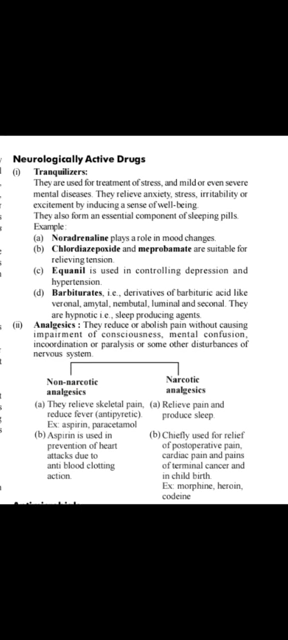 Neurologically Active Drugs
(i) Tranquilizers:
They are used for treatment of stress, and mild or even severe
mental diseases. They relieve anxiety, stress, irritability or
excitement by inducing a sense of well-being.
They also form an essential component of sleeping pills.
Example:
(a) Noradrenaline plays a role in mood changes.
(b) Chlordiazepoxide and meprobamate are suitable for
relieving tension.
(c) Equanil is used in controlling depression and
hypertension.
(d) Barbiturates, i.e., derivatives of barbituric acid like
veronal, amytal, nembutal, luminal and seconal. They
are hypnotic i.e., sleep producing agents.
(ii) Analgesics : They reduce or abolish pain without causing
impairment of consciousness, mental confusion,
incoordination or paralysis or some other disturbances of
nervous system.
Non-narcotic
analgesics
(a) They relieve skeletal pain,
reduce fever (antipyretic).
Ex: aspirin, paracetamol
(b) Aspirin is used in
prevention of heart
attacks due to
anti blood clotting
action.
Narcotic
analgesics
(a) Relieve pain and
produce sleep.
(b) Chiefly used for relief
of postoperative pain,
cardiac pain and pains
of terminal cancer and
in child birth.
Ex: morphine, heroin,
codeine